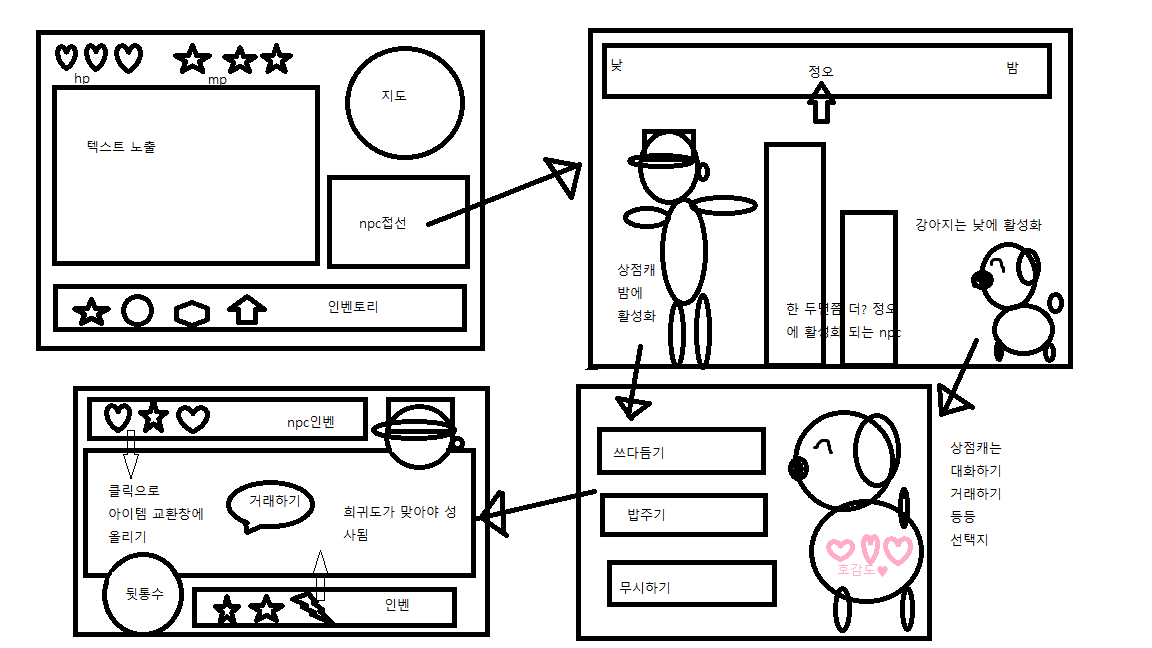 hp
mp
지도
텍스트 노출
npc접선
인벤토리
낮
정오
밤
강아지는 낮에 활성화
상점캐
밤에
활성화
한 두명쯤 더? 정오
에 활성화 되는 npc
npc인벤
클릭으로
아이템 교환창에
올리기
거래하기
희귀도가 맞아야 성
사됨
뒷통수
인벤
쓰다듬기
밥주기
무시하기
호감도♥
상점캐는
대화하기
거래하기
등등
선택지